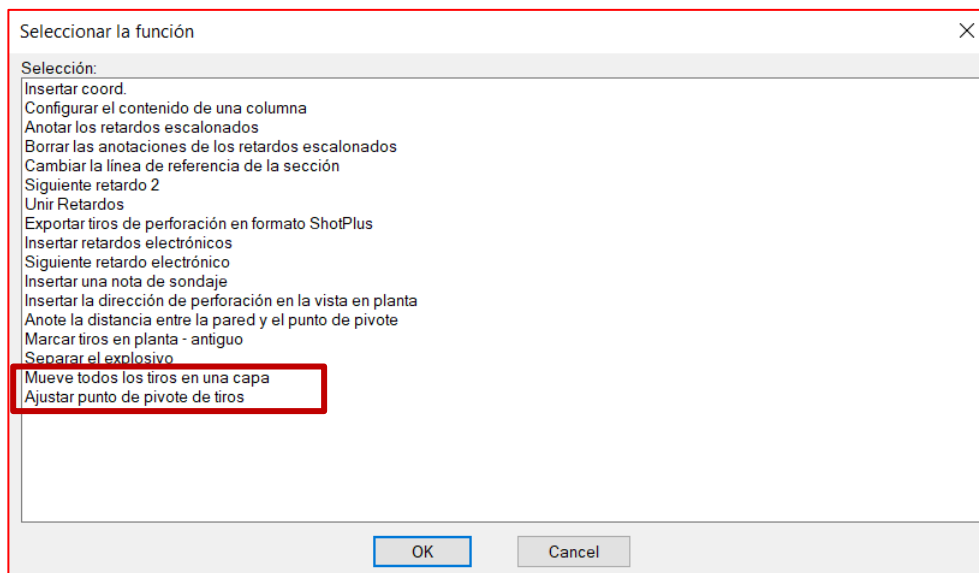 Seleccionar la función
Selección:
Insertar coord.
Configurar el contenido de una columna
Anotar los retardos escalonados
Borrar las anotaciones de los retardos escalonados
Cambiar la línea de referencia de la sección
Siguiente retardo 2
Unir Retardos
Exportar tiros de perforación en formato ShotPlus
Insertar retardos electrónicos
Siguiente retardo electrónico
Insertar una nota de sondaje
Insertar la dirección de perforación en la vista en planta
Anote la distancia entre la pared y el punto de pivote
Marcar tiros en planta - antiguo
Separar el explosivo
Mueve todos los tiros en una capa
Ajustar punto de pivote de tiros
OK Cancel